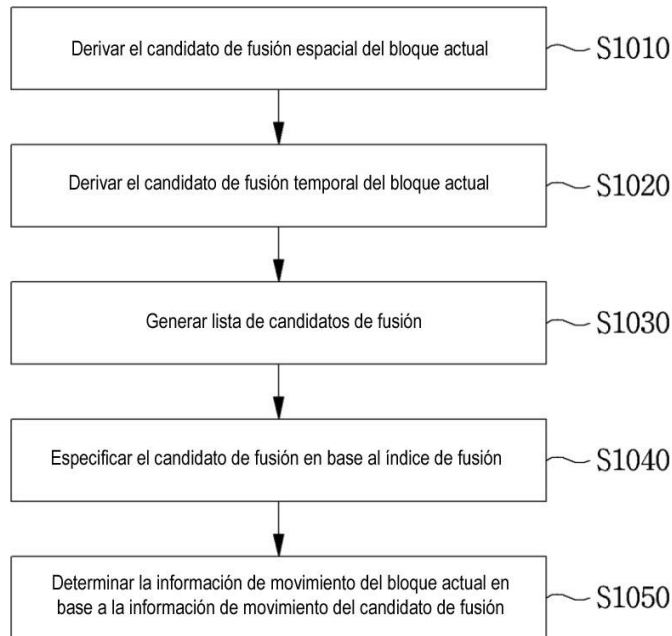 Derivar el candidato de fusión espacial del bloque actual
S1010
Derivar el candidato de fusión temporal del bloque actual
S1020
Generar lista de candidatos de fusión
S1030
Especificar el candidato de fusión en base al índice de fusión
S1040
Determinar la información de movimiento del bloque actual en
base a la información de movimiento del candidato de fusión
S1050